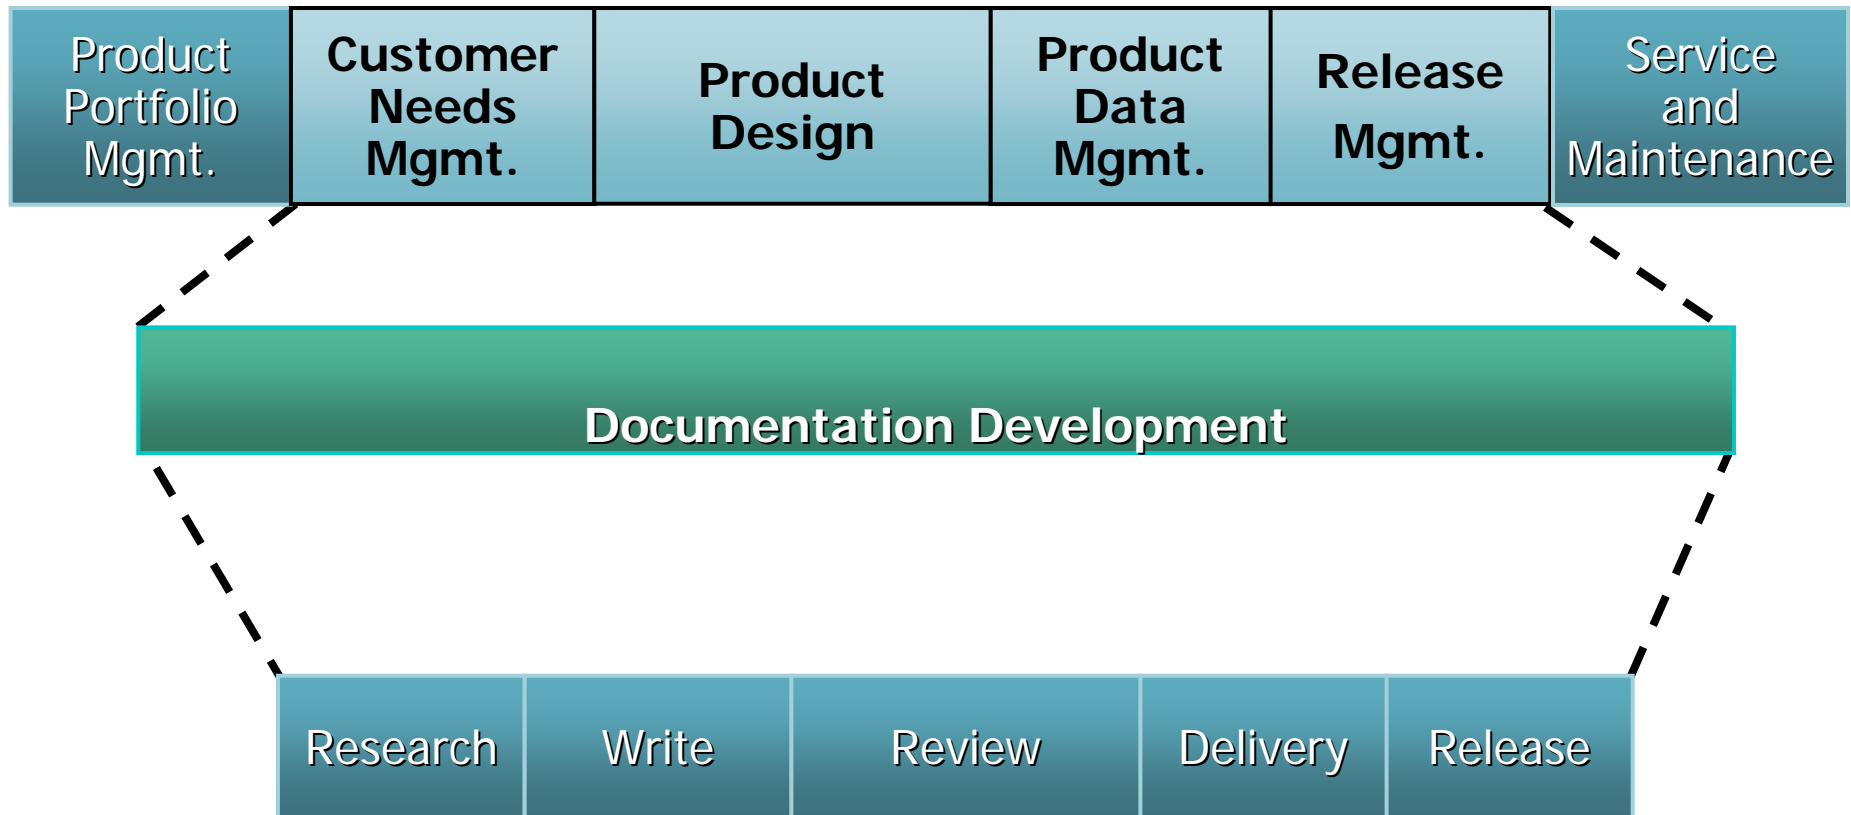 Product
Portfolio
Mgmt.
Customer
Needs
Mgmt.
Product
Design
Product
Data
Mgmt.
Release
Mgmt.
Service
and
Maintenance
Documentation Development
Research
Write
Review
Delivery
Release